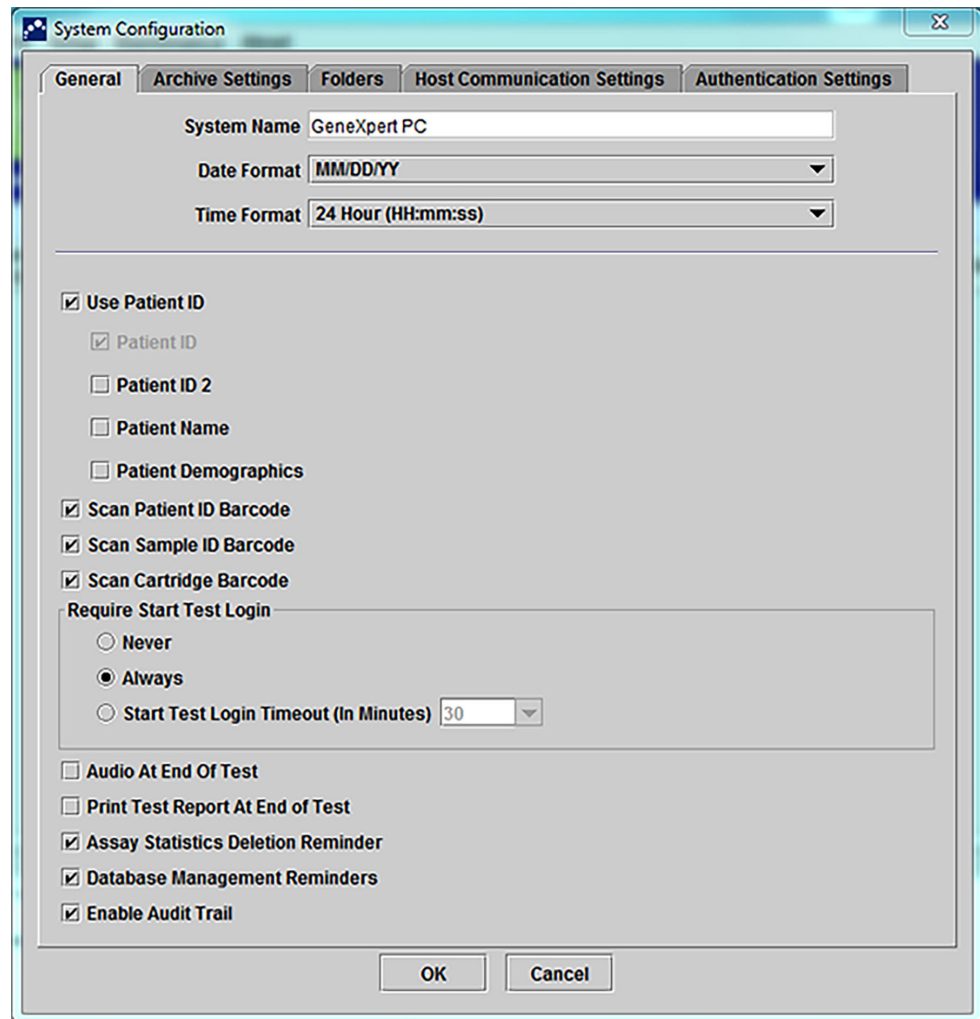 System Configuration
General Archive Settings Folders Host Communication Settings Authentication Settings
System Name GeneXpert PC
Date Format MM/DD/YY
Time Format 24 Hour (HH:mm:ss)
Use Patient ID
Patient ID
Patient ID 2
Patient Name
Patient Demographics
Scan Patient ID Barcode
Scan Sample ID Barcode
Scan Cartridge Barcode
Require Start Test Login
Never
Always
Start Test Login Timeout (In Minutes) 30
Audio At End Of Test
Print Test Report At End of Test
Assay Statistics Deletion Reminder
Database Management Reminders
Enable Audit Trail
OK Cancel